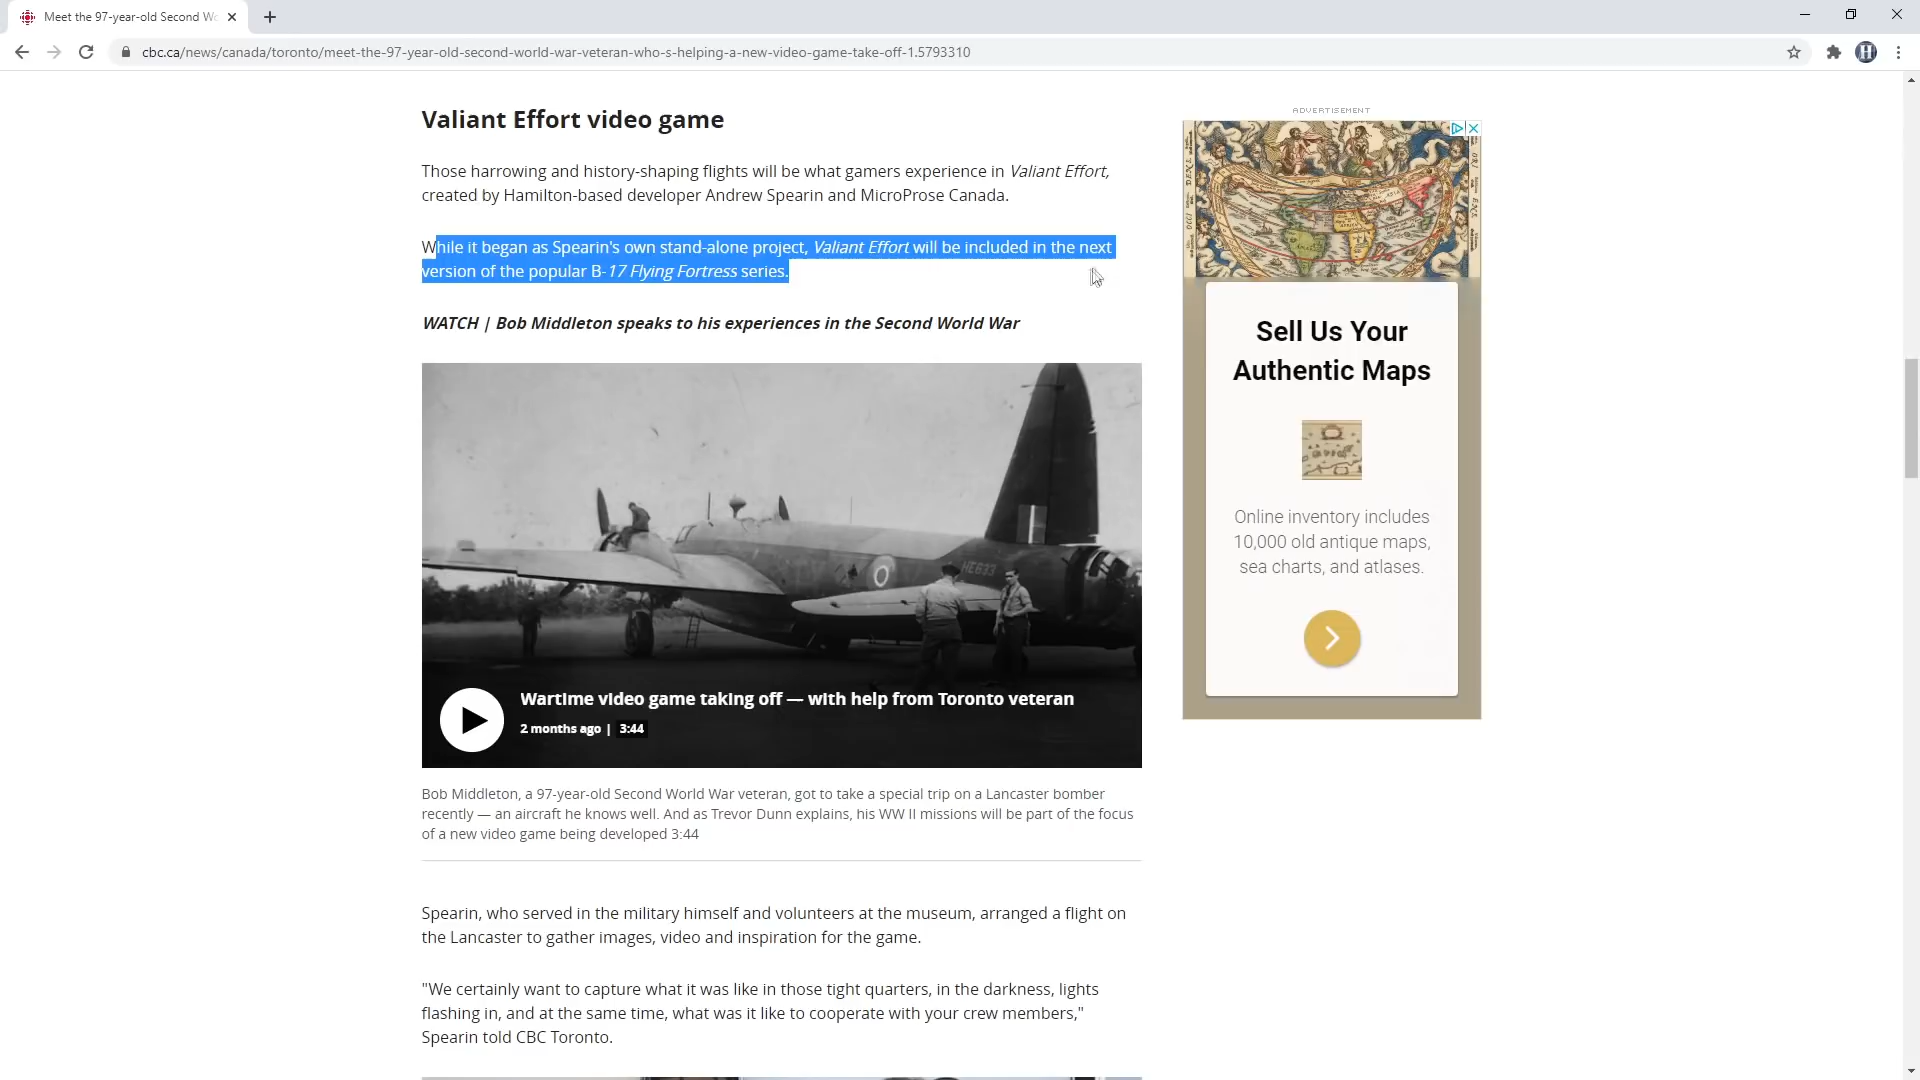 Meet the 97-year-old Second Wo
cbc.ca/news/canada/toronto/meet-the-97-year-old-second-world-war-veteran-who-s-helping-a-new-video-game-take-off-1.5793310
Valiant Effort video game
Those harrowing and history-shaping flights will be what gamers experience in Valiant Effort,
created by Hamilton-based developer Andrew Spearin and MicroProse Canada.
While it began as Spearin's own stand-alone project, Valiant Effort will be included in the next
version of the popular B-17 Flying Fortress series.
WATCH | Bob Middleton speaks to his experiences in the Second World War
HE633
Wartime video game taking off — with help from Toronto veteran
2 months ago | 3:44
Bob Middleton, a 97-year-old Second World War veteran, got to take a special trip on a Lancaster bomber
recently — an aircraft he knows well. And as Trevor Dunn explains, his WW II missions will be part of the focus
of a new video game being developed 3:44
Spearin, who served in the military himself and volunteers at the museum, arranged a flight on
the Lancaster to gather images, video and inspiration for the game.
"We certainly want to capture what it was like in those tight quarters, in the darkness, lights
flashing in, and at the same time, what was it like to cooperate with your crew members,"
Spearin told CBC Toronto.
ADVERTISEMENT
Sell Us Your
Authentic Maps
Online inventory includes
10,000 old antique maps,
sea charts, and atlases.